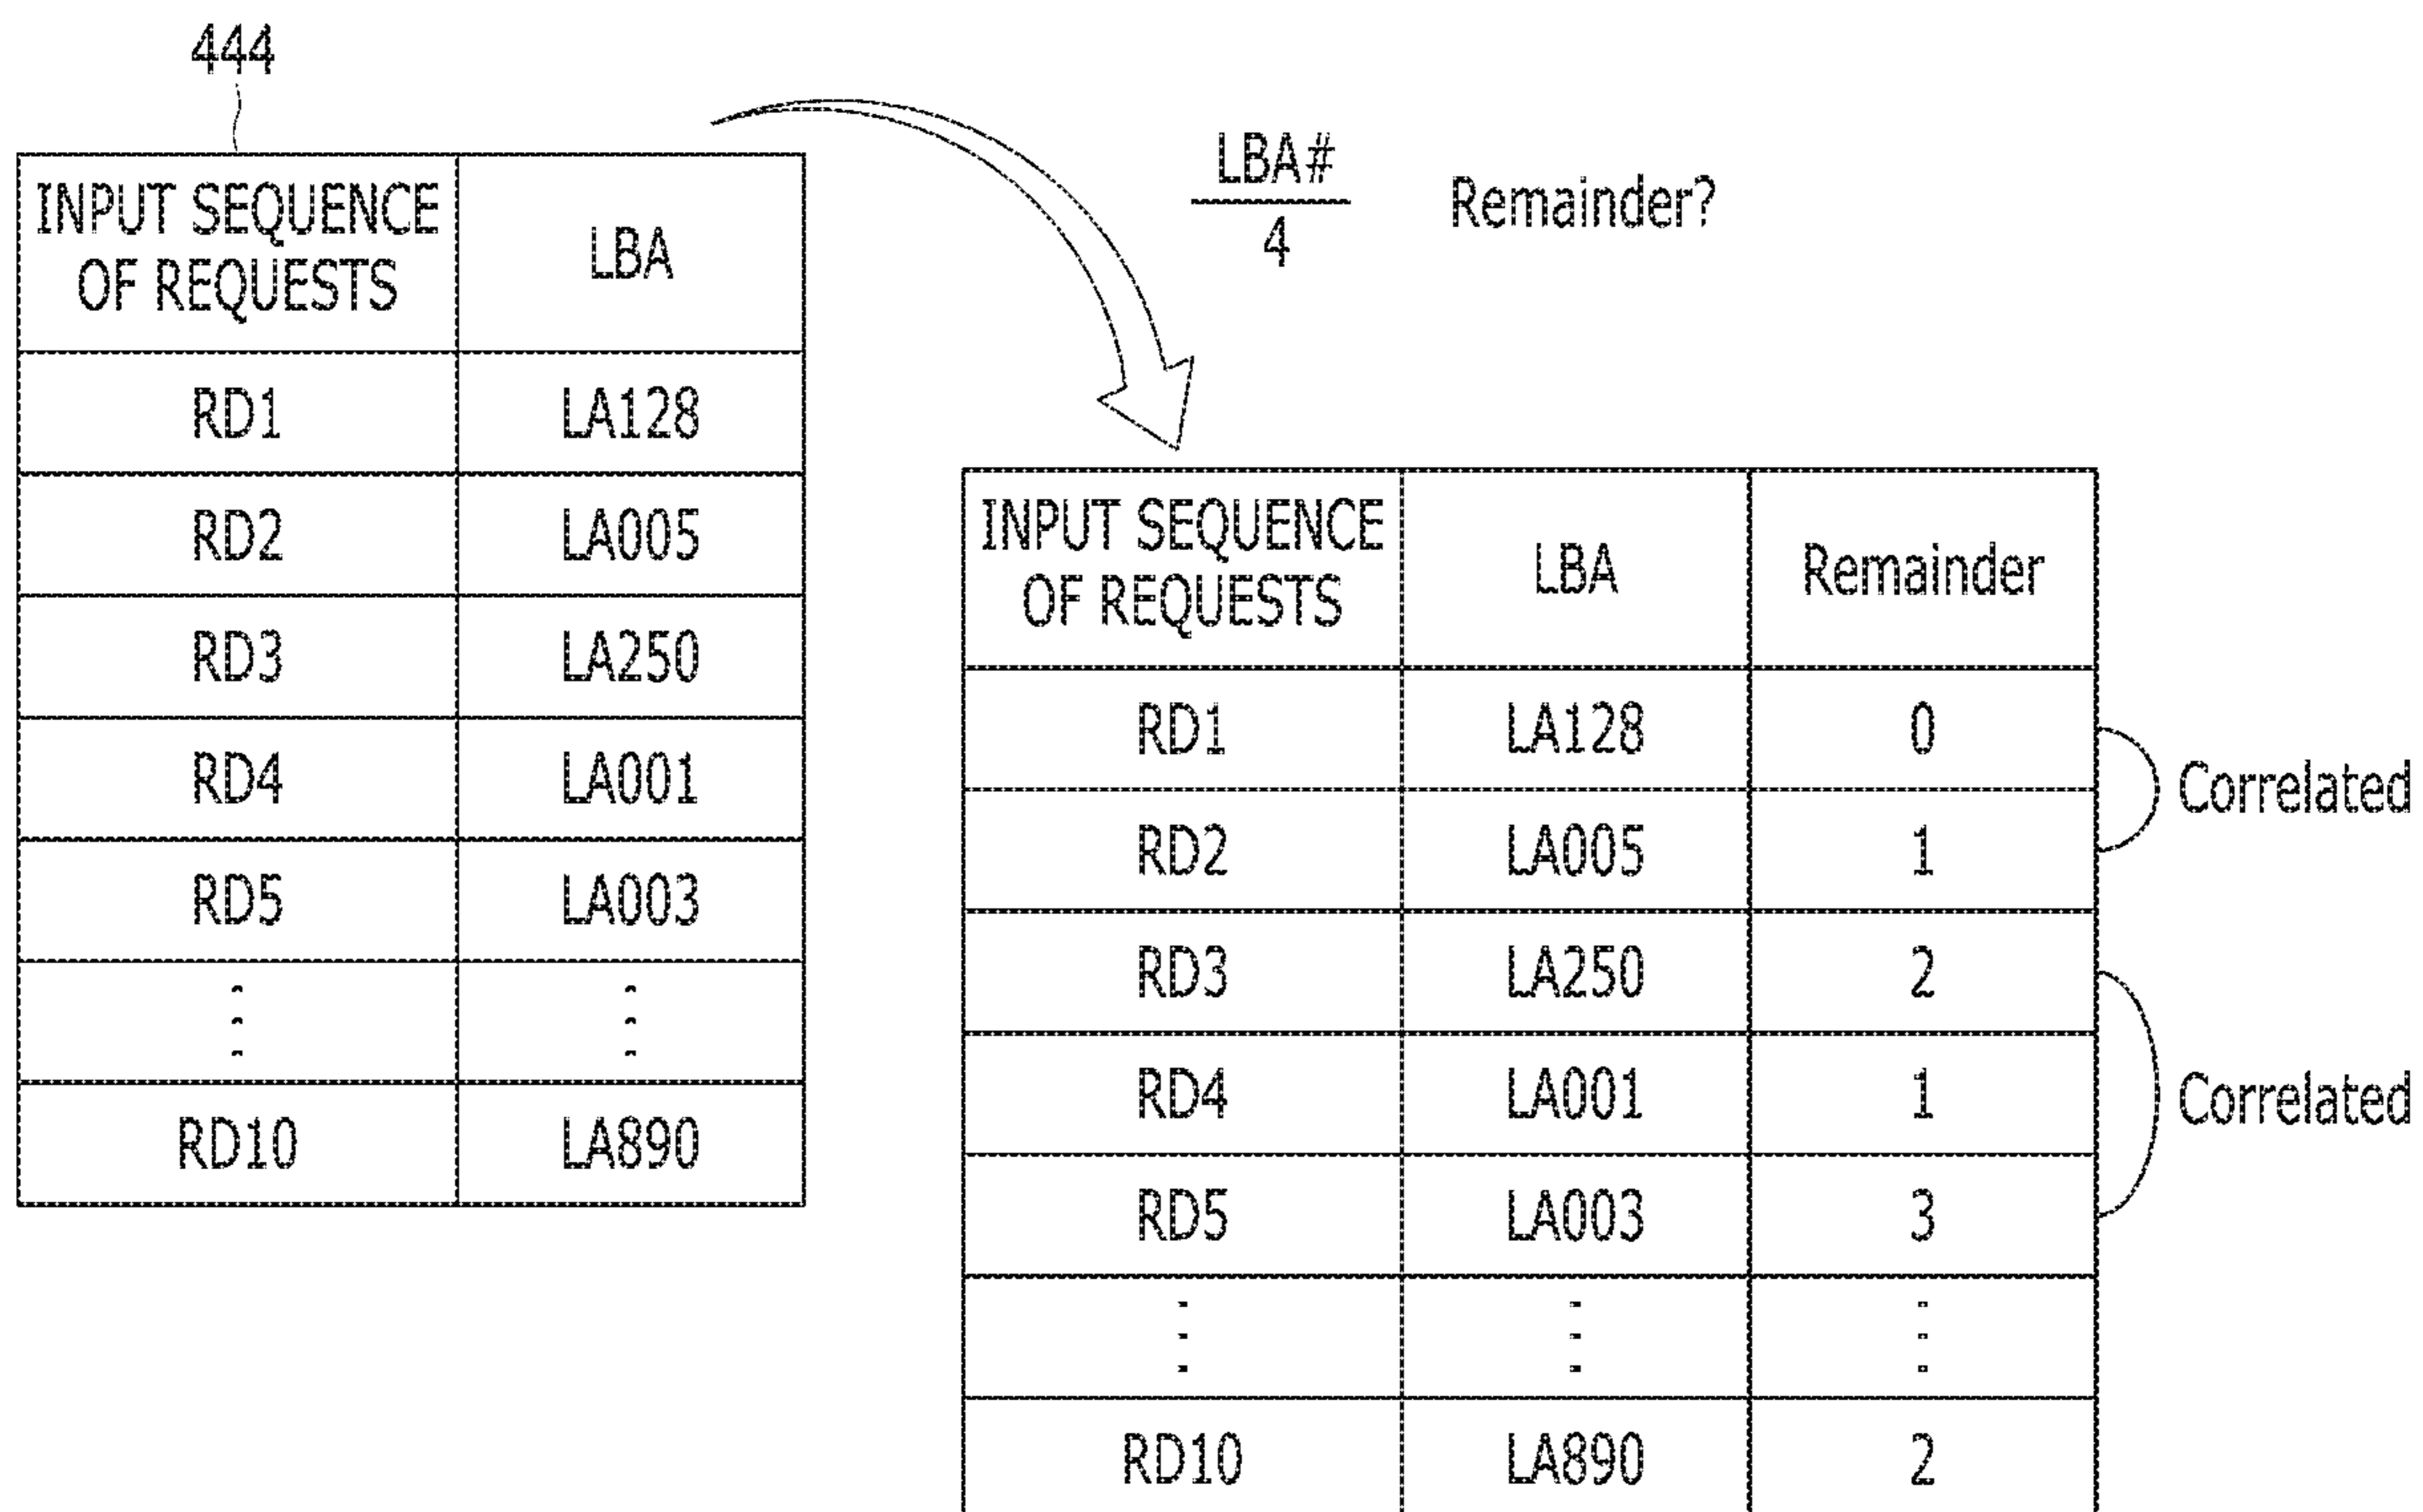 444
INPUT SEQUENCE
OF REQUESTS
LBA
RD1 LA128
RD2 LA005
RD3 LA250
RD4 LA001
RD5 LA003
RD10 LA890
LBA#
4
Remainder?
INPUT SEQUENCE
OF REQUESTS
LBA
Remainder
RD1 LA128 0
RD2 LA005 1
RD3 LA250 2
RD4 LA001 1
RD5 LA003 3
RD10 LA890 2
Correlated
Correlated